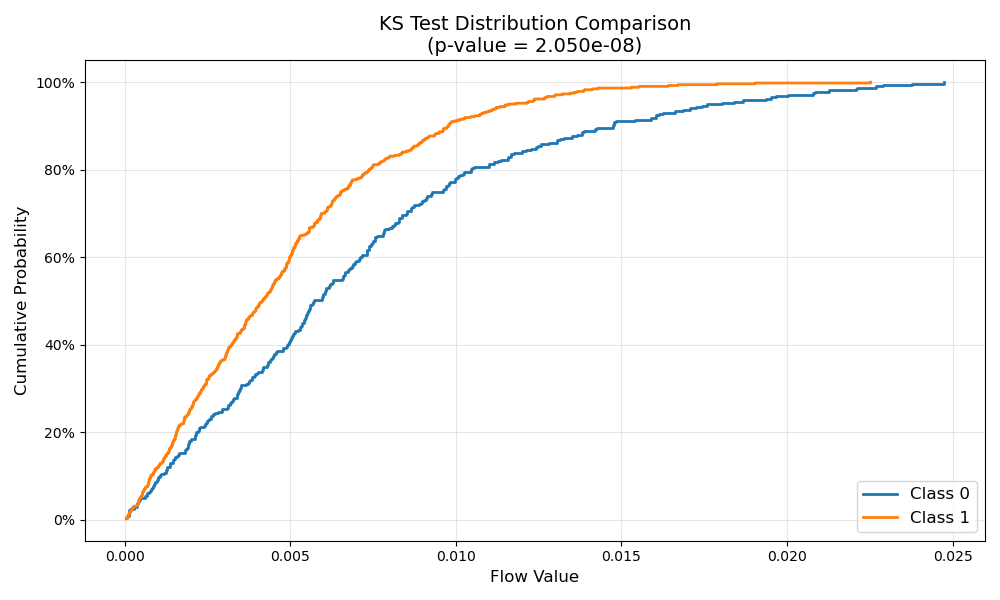 KS Test Distribution Comparison
(p-value = 2.050e-08)
100%
80%
60%
40%
20%
0%
Cumulative Probability
Class 0
Class 1
0.000
0.005
0.010
0.015
0.020
0.025
Flow Value